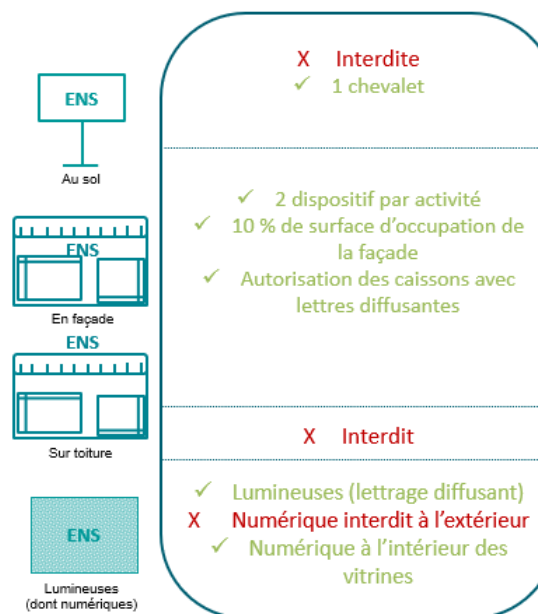 X Interdite
✓ 1 chevalet
ENS
Au sol
✓ 2 dispositif par activité
✓ 10 % de surface d'occupation de
la façade
✓ Autorisation des caissons avec
lettres diffusantes
ENS
En façade
ENS
Sur toiture
X Interdit
✓ Lumineuses (lettrage diffusant)
X Numérique interdit à l'extérieur
✓ Numérique à l'intérieur des
vitrines
ENS
Lumineuses
(dont numériques)